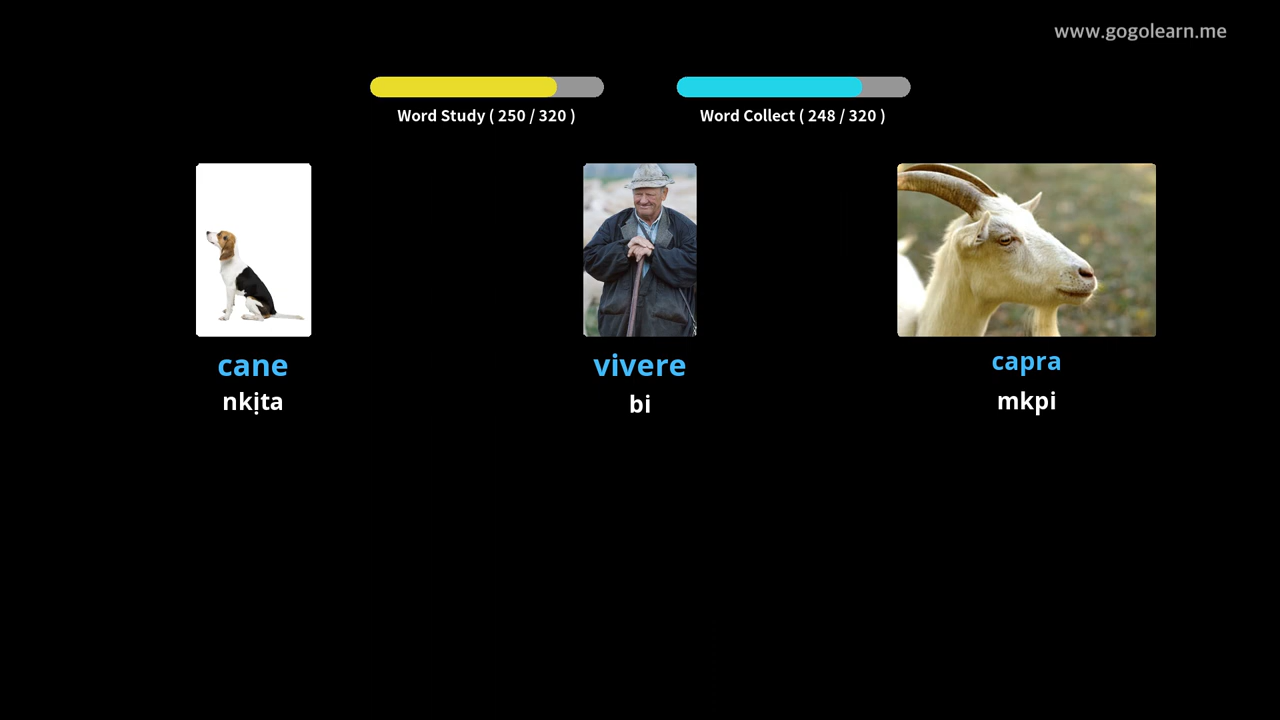 www.gogolearn.me
Word Study ( 250 / 320 )
Word Collect ( 248 / 320 )
cane
nkịta
vivere
bi
capra
mkpi